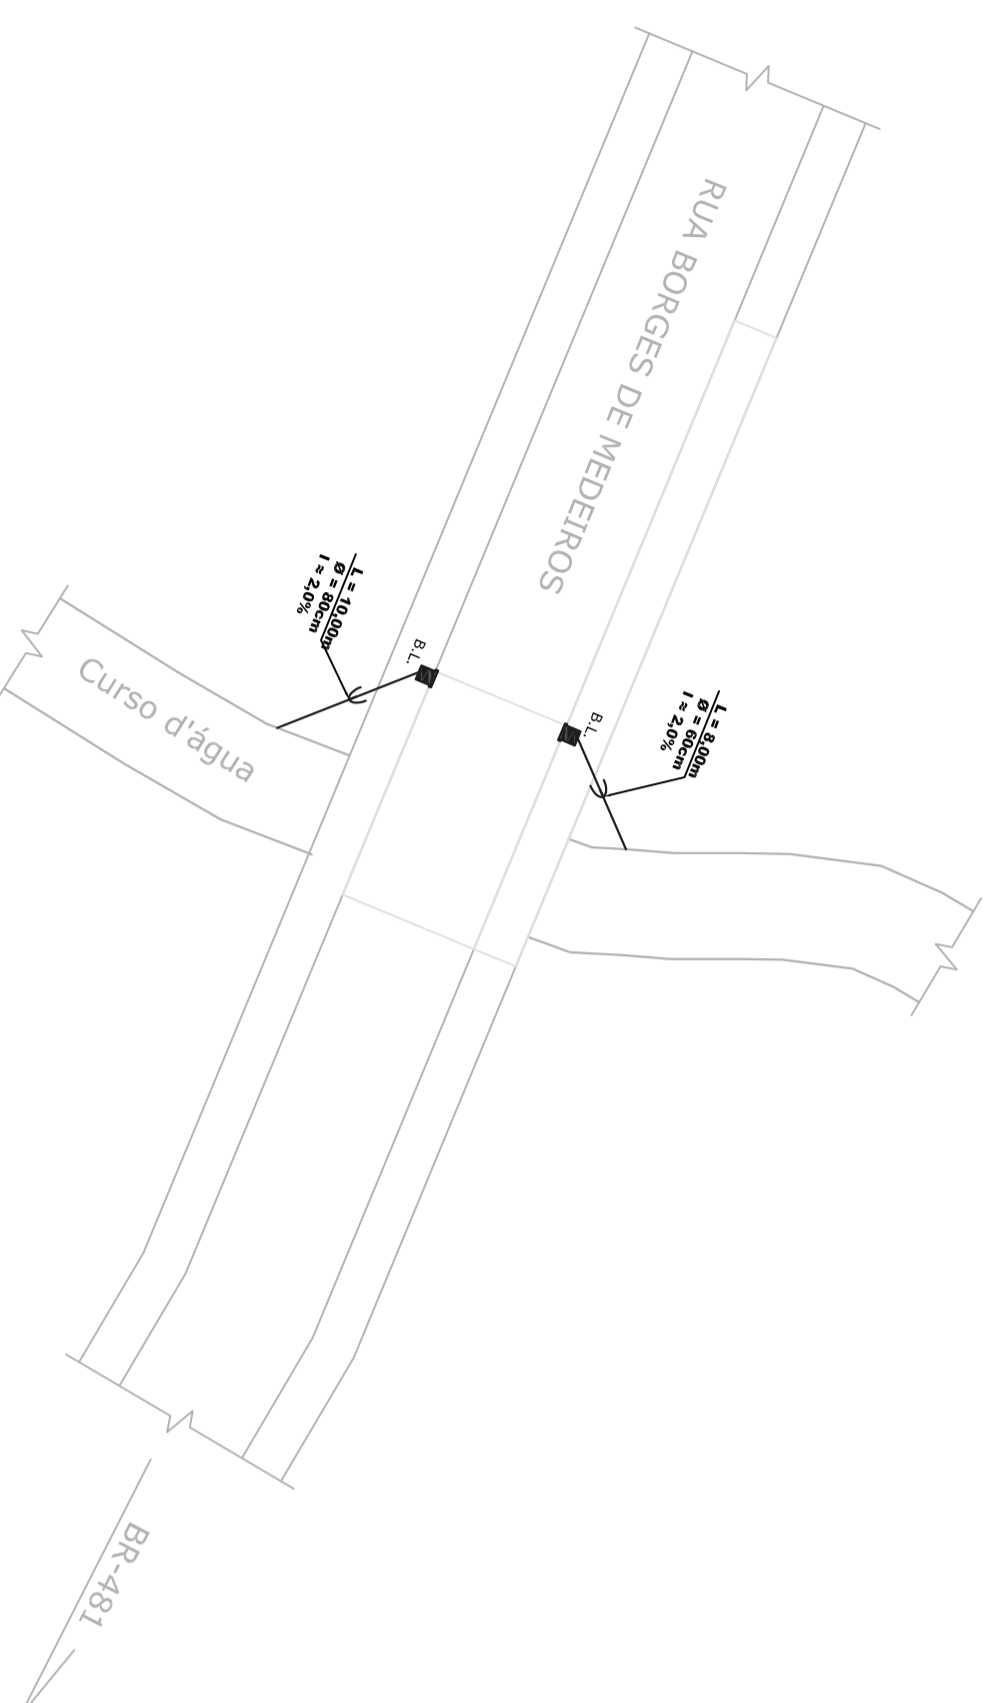 RUA BORGES DE MEDEIROS
L = 10,00m
Ø = 80cm
I ≈ 2,0%
B.L.
Curso d'água
B.L.
L = 8,00m
Ø = 60cm
I ≈ 2,0%
BR-481